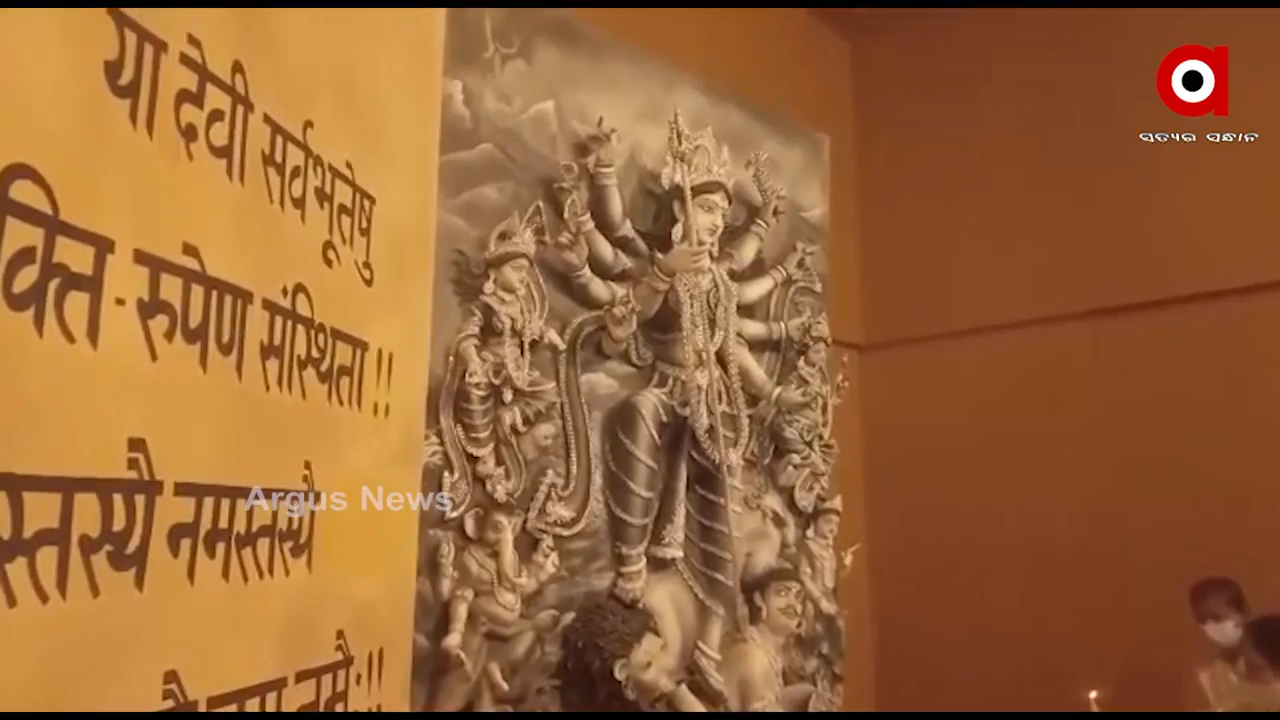 या देवी सर्वभूतेषु
क्ति-रुपेण संस्थिता !!
स्तस्यै नमस्तस्यै
ସତ୍ୟର ସନ୍ଧାନ
Argus News